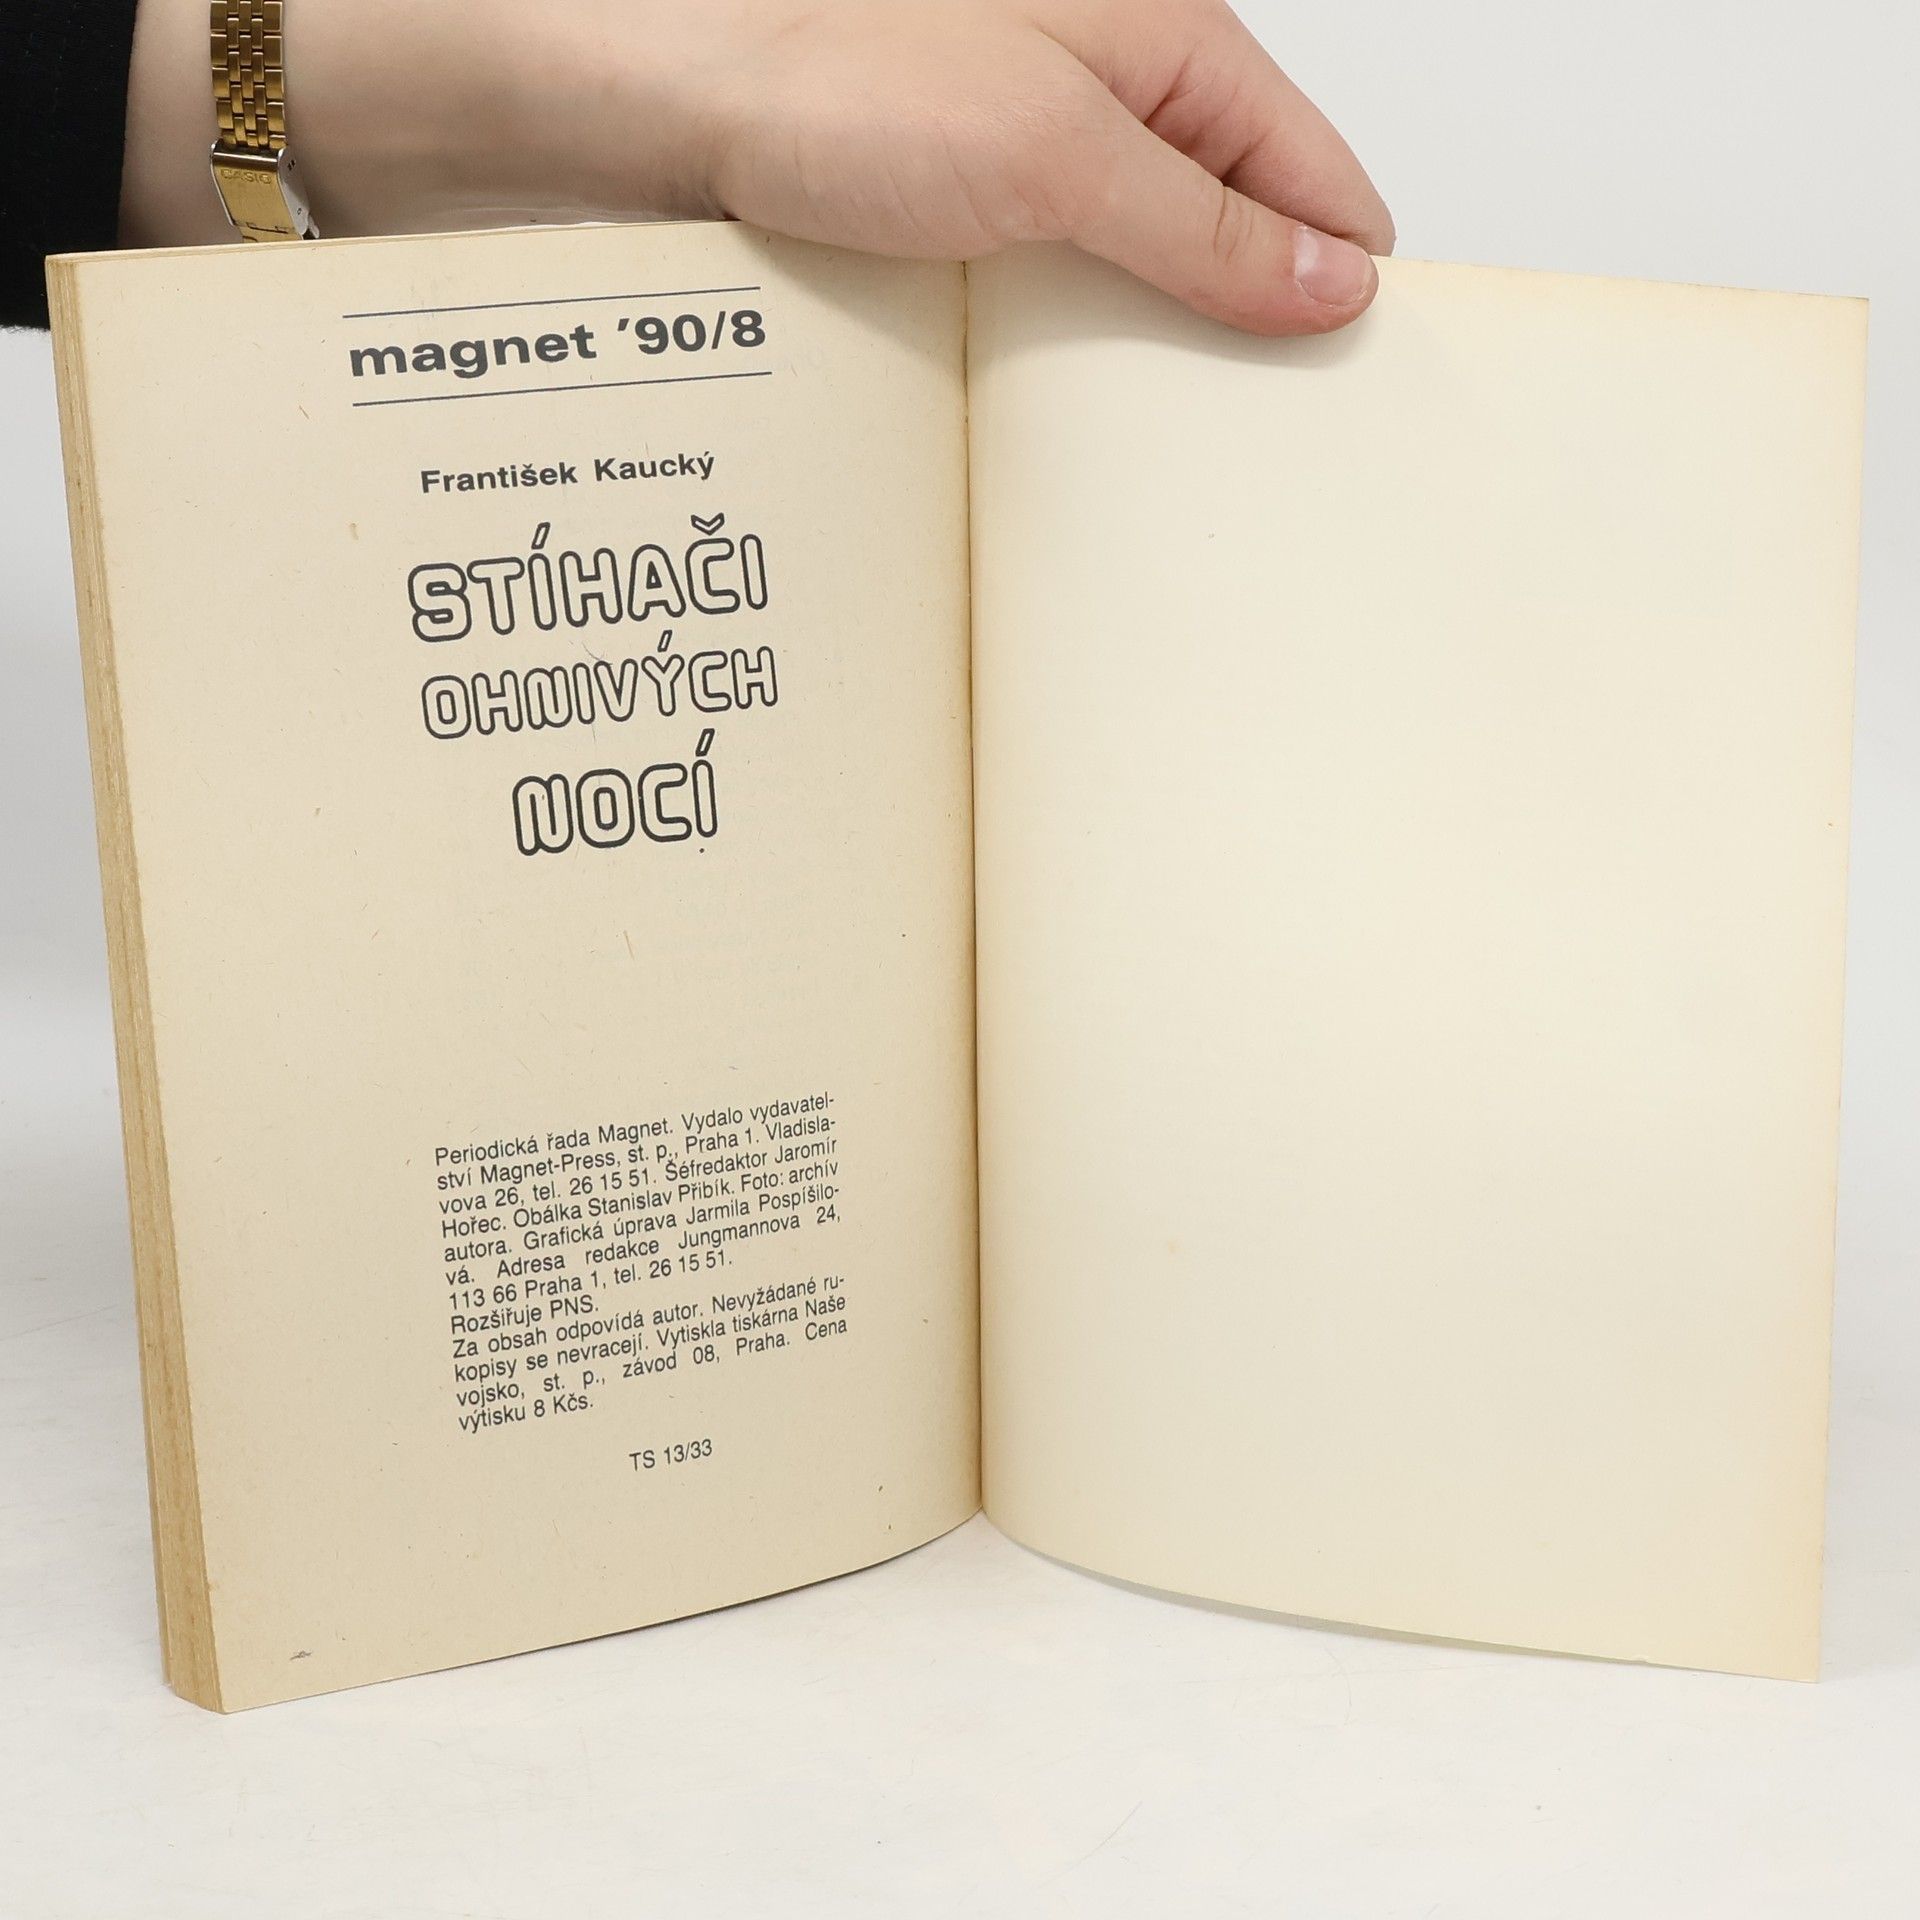 CASIO
magnet ’90/8
František Kaucký
STÍHAČI
OHNIVÝCH
NOCÍ
Periodická řada Magnet. Vydalo vydavatel-
ství Magnet-Press, st. p., Praha 1. Vladisla-
vova 26, tel. 26 15 51. Šéfredaktor Jaromír
Hořec. Obálka Stanislav Přibík. Foto: archív
autora. Grafická úprava Jarmila Pospíšilo-
vá. Adresa redakce Jungmannova 24,
113 66 Praha 1, tel. 26 15 51.
Rozšiřuje PNS.
Za obsah odpovídá autor. Nevyžádané ru-
kopisy se nevracejí. Vytiskla tiskárna Naše
vojsko, st. p., závod 08, Praha. Cena
výtisku 8 Kčs.
TS 13/33